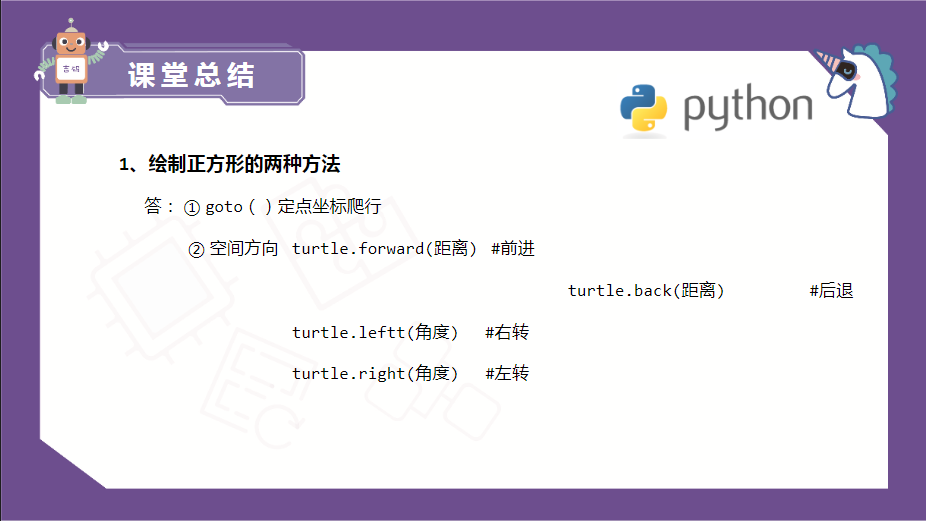 课堂总结
python
1、绘制正方形的两种方法
答：① goto（ ）定点坐标爬行
② 空间方向 turtle.forward(距离) #前进
turtle.back(距离) #后退
turtle.leftt(角度) #右转
turtle.right(角度) #左转